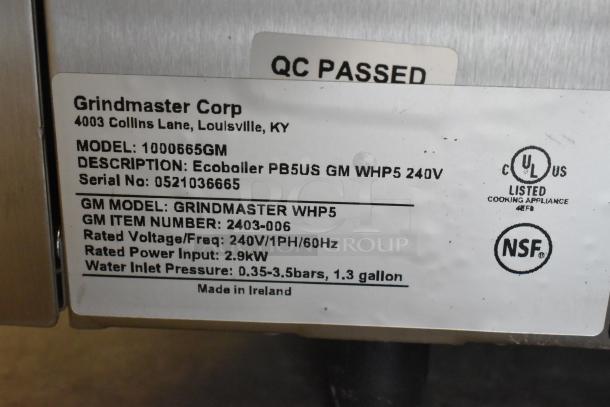 QC PASSED
Grindmaster Corp
4003 Collins Lane, Louisville, KY
MODEL: 1000665GM
DESCRIPTION: Ecoboiler PB5US GM WHP5 240V
Serial No: 0521036665
GM MODEL: GRINDMASTER WHP5
GM ITEM NUMBER: 2403-006
Rated Voltage/Freq: 240V/1PH/60Hz
Rated Power Input: 2.9kW
Water Inlet Pressure: 0.35-3.5bars, 1.3 gallon
Made in Ireland
C UL US
LISTED
COOKING APPLIANCE
NSF®
GROUP